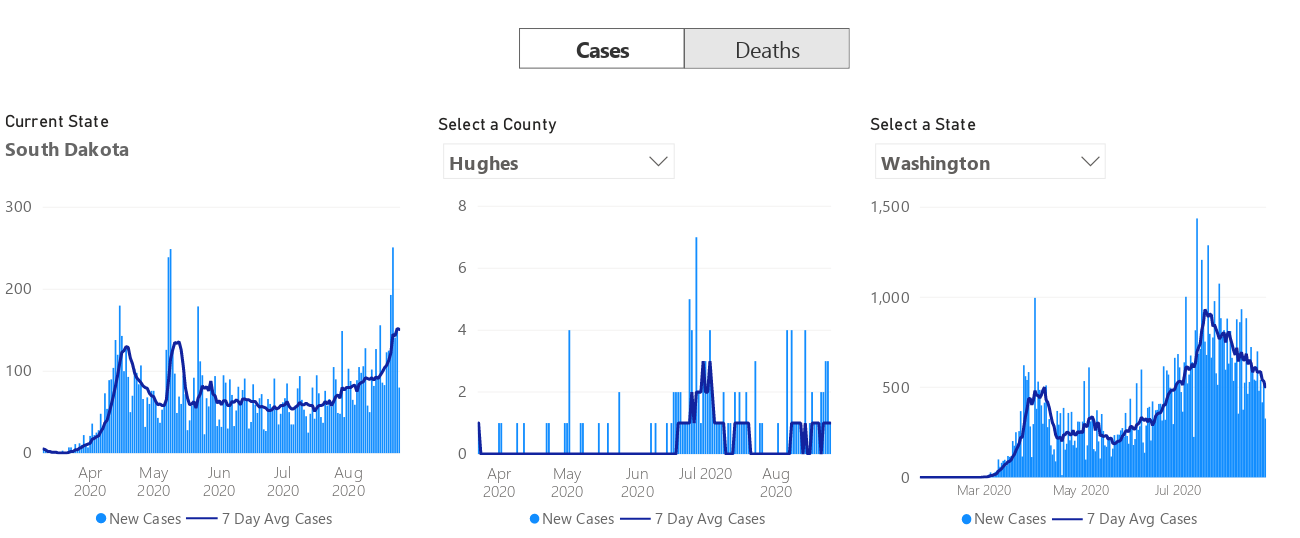 Cases Deaths
Current State
South Dakota
Select a County
Hughes
Select a State
Washington
300
200
100
0
Apr 2020 May 2020 Jun 2020 Jul 2020 Aug 2020
New Cases 7 Day Avg Cases
8
6
4
2
0
Apr 2020 May 2020 Jun 2020 Jul 2020 Aug 2020
New Cases 7 Day Avg Cases
1,500
1,000
500
0
Mar 2020 May 2020 Jul 2020
New Cases 7 Day Avg Cases